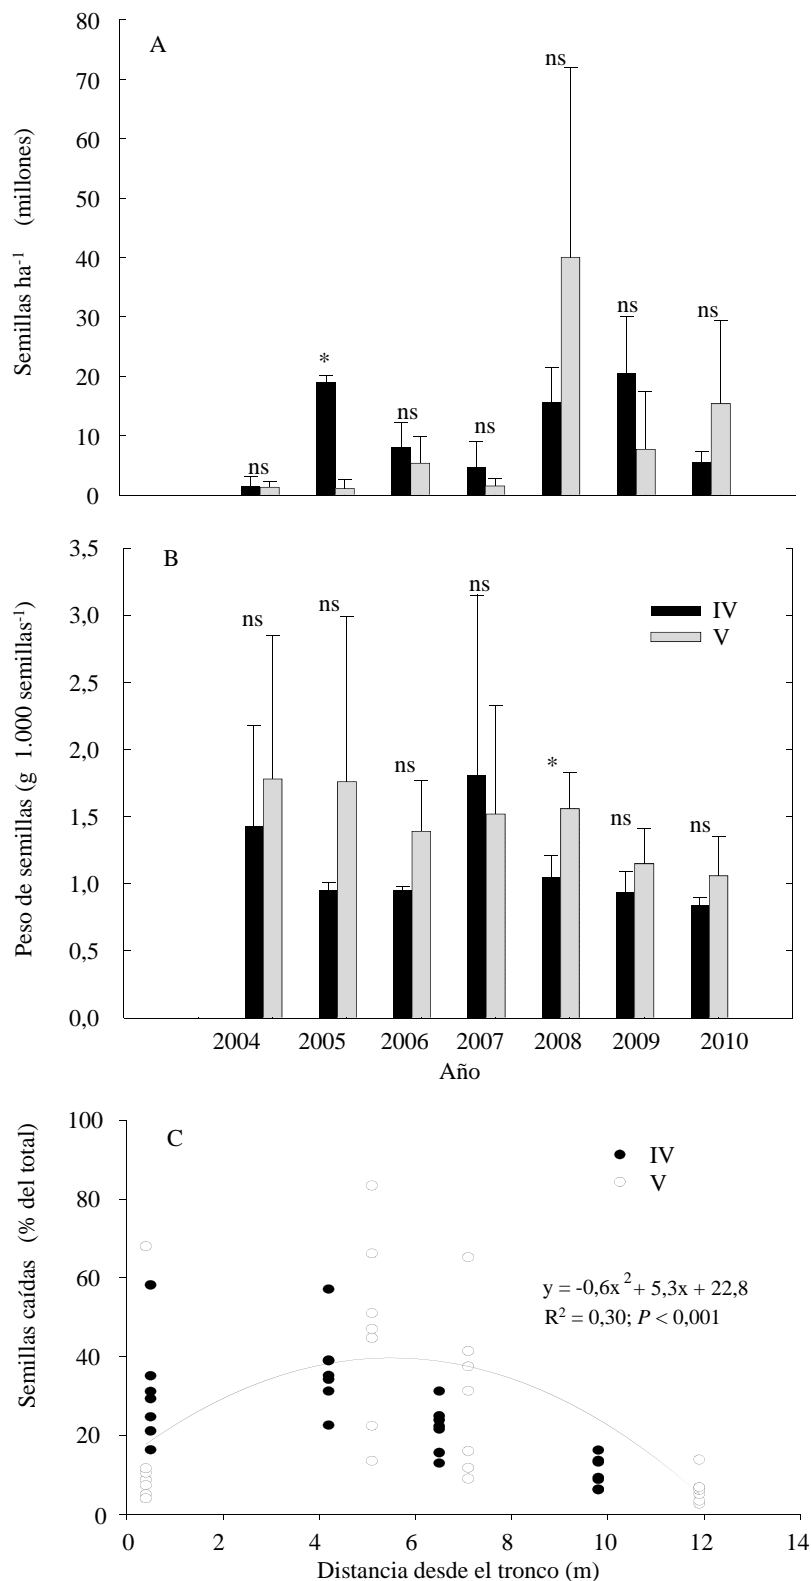 A
Semillas ha⁻¹ (millones)
80
70
60
50
40
30
20
10
0
ns
*
ns
ns
ns
ns
ns
B
Peso de semillas (g 1.000 semillas⁻¹)
3,5
3,0
2,5
2,0
1,5
1,0
0,5
0,0
ns
ns
ns
ns
*
ns
ns
IV
V
2004 2005 2006 2007 2008 2009 2010
Año
C
Semillas caídas (% del total)
100
80
60
40
20
0
IV
V
y = -0,6x² + 5,3x + 22,8
R² = 0,30; P < 0,001
0 2 4 6 8 10 12 14
Distancia desde el tronco (m)